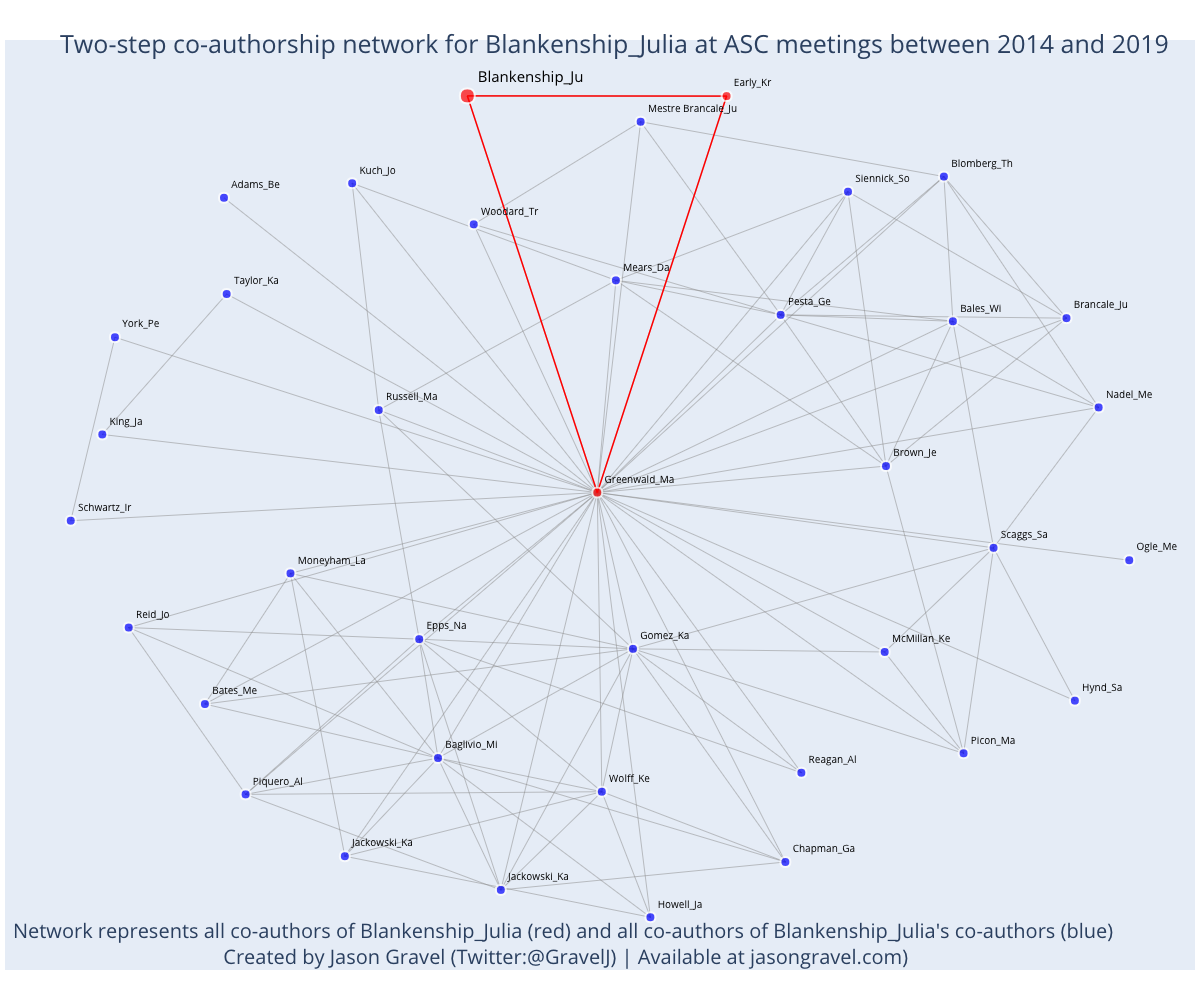 Two-step co-authorship network for Blankenship_Julia at ASC meetings between 2014 and 2019
Blankenship_Ju
Early_Kr
Mestre Brancale_Ju
Blomberg_Th
Kuch_Jo
Siennick_So
Adams_Be
Woodard_Tr
Mears_Da
Taylor_Ka
Pesta_Ge
Bales_Wi
Brancale_Ju
York_Pe
Russell_Ma
Nadel_Me
King_Ja
Brown_Je
Greenwald_Ma
Schwartz_Ir
Scaggs_Sa
Ogle_Me
Moneyham_La
Reid_Jo
Epps_Na
Gomez_Ka
McMillan_Ke
Bates_Me
Hynd_Sa
Baglivio_Mi
Picon_Ma
Reagan_Al
Piquero_Al
Wolff_Ke
Jackowski_Ka
Chapman_Ga
Jackowski_Ka
Howell_Ja
Network represents all co-authors of Blankenship_Julia (red) and all co-authors of Blankenship_Julia's co-authors (blue)
Created by Jason Gravel (Twitter:@GravelJ) | Available at jasongravel.com)